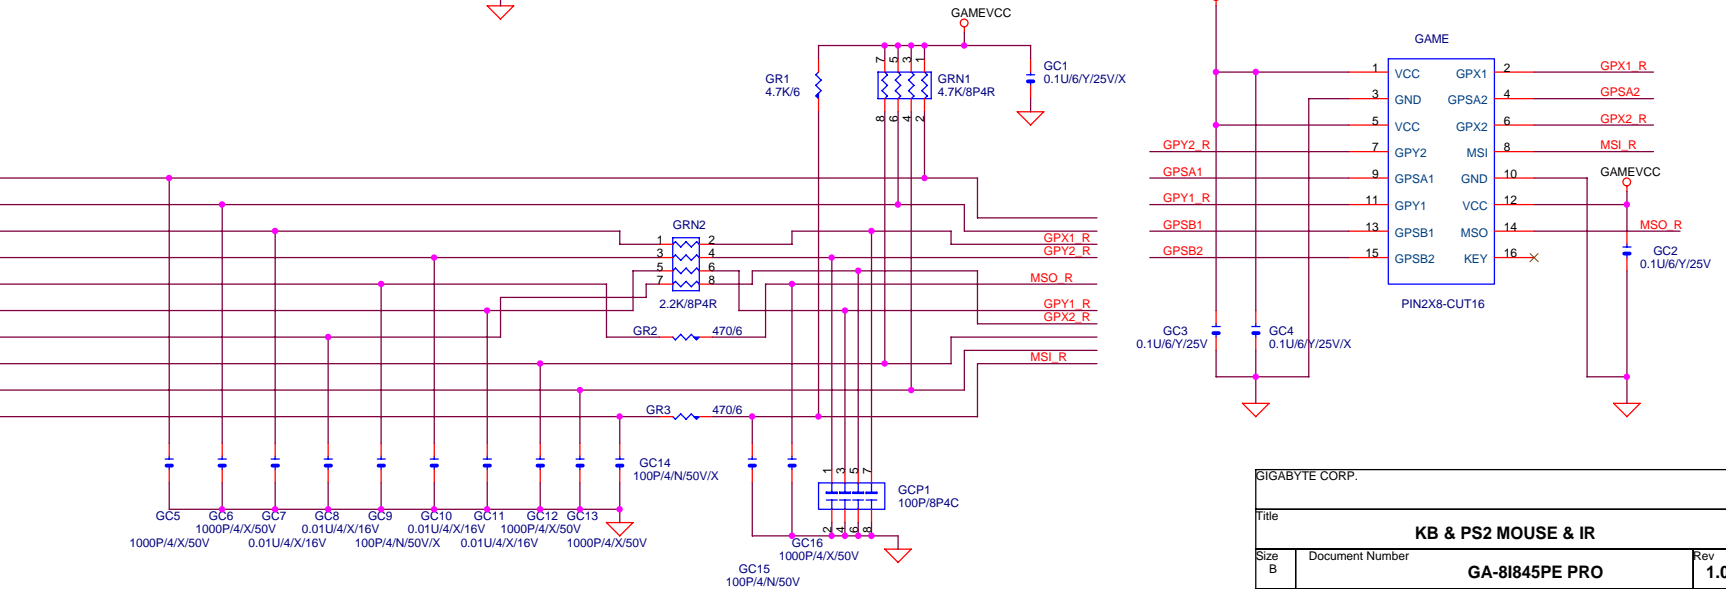 GAMEVCC
GR1
4.7K/6
7
5
3
1
GRN1
4.7K/8P4R
8
6
4
2
GC1
0.1U/6/Y/25V/X
GRN2
1
3
5
7
2
4
6
8
2.2K/8P4R
GR2
470/6
GR3
470/6
GPX1_R
GPY2_R
MSO_R
GPY1_R
GPX2_R
MSI_R
GC14
100P/4/N/50V/X
1
3
5
7
GCP1
100P/8P4C
2
4
6
8
GC5
1000P/4/X/50V
GC6
1000P/4/X/50V
GC7
0.01U/4/X/16V
GC8
0.01U/4/X/16V
GC9
100P/4/N/50V/X
GC10
0.01U/4/X/16V
GC11
0.01U/4/X/16V
GC12
1000P/4/X/50V
GC13
1000P/4/X/50V
GC16
1000P/4/X/50V
GC15
100P/4/N/50V
GAME
1 VCC GPX1 2 GPX1_R
3 GND GPSA2 4 GPSA2
5 VCC GPX2 6 GPX2_R
GPY2_R 7 GPY2 MSI 8 MSI_R
GPSA1 9 GPSA1 GND 10 GAMEVCC
GPY1_R 11 GPY1 VCC 12
GPSB1 13 GPSB1 MSO 14 MSO_R
GPSB2 15 GPSB2 KEY 16
PIN2X8-CUT16
GC2
0.1U/6/Y/25V
GC3
0.1U/6/Y/25V
GC4
0.1U/6/Y/25V/X
GIGABYTE CORP.
Title
KB & PS2 MOUSE & IR
Size
B
Document Number
GA-8I845PE PRO
Rev
1.0